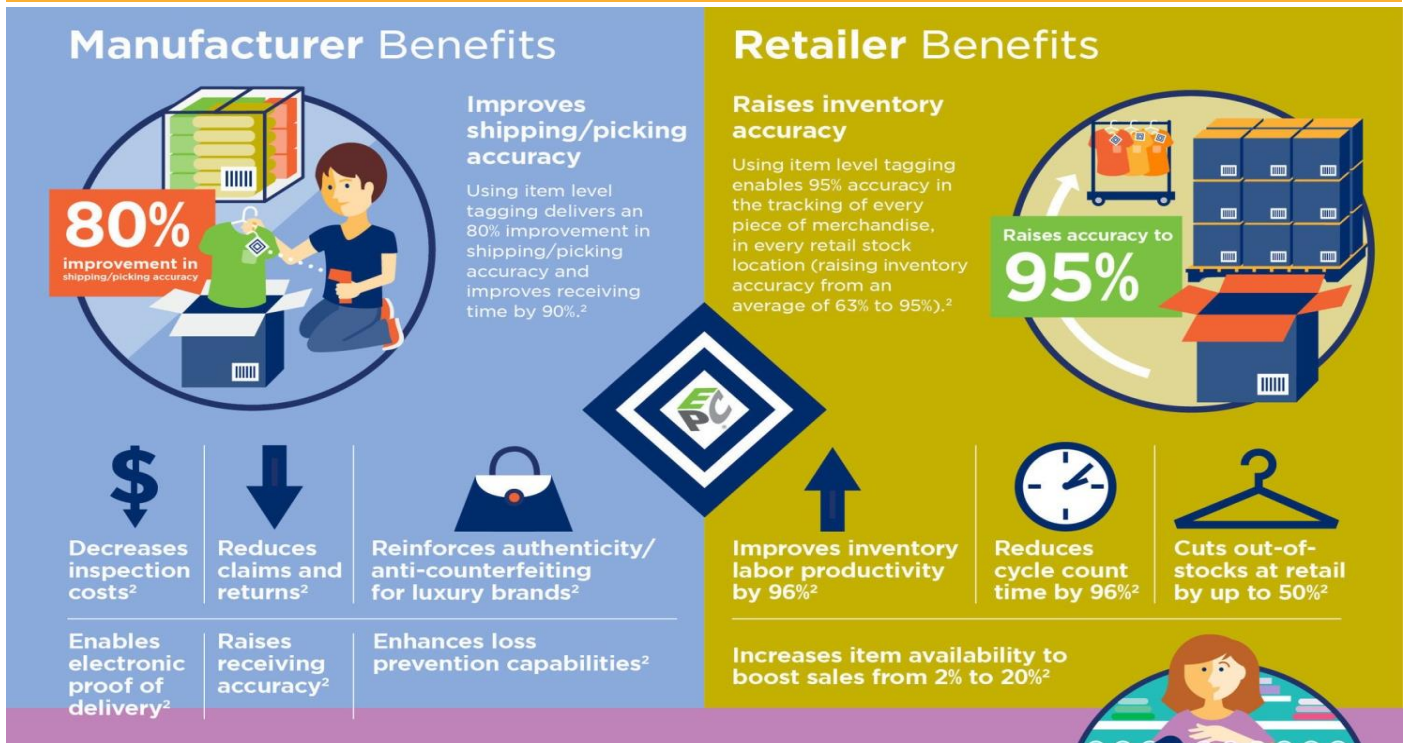 Manufacturer Benefits
Improves
shipping/picking
accuracy
Using item level
tagging delivers an
80% improvement in
shipping/picking
accuracy and
improves receiving
time by 90%.²
80%
improvement in
shipping/picking accuracy
Decreases
inspection
costs²
Reduces
claims and
returns²
Reinforces authenticity/
anti-counterfeiting
for luxury brands²
Enables
electronic
proof of
delivery²
Raises
receiving
accuracy²
Enhances loss
prevention capabilities²
EPC
Retailer Benefits
Raises inventory
accuracy
Using item level tagging
enables 95% accuracy in
the tracking of every
piece of merchandise,
in every retail stock
location (raising inventory
accuracy from an
average of 63% to 95%).²
Raises accuracy to
95%
Improves inventory
labor productivity
by 96%²
Reduces
cycle count
time by 96%²
Cuts out-of-
stocks at retail
by up to 50%²
Increases item availability to
boost sales from 2% to 20%²